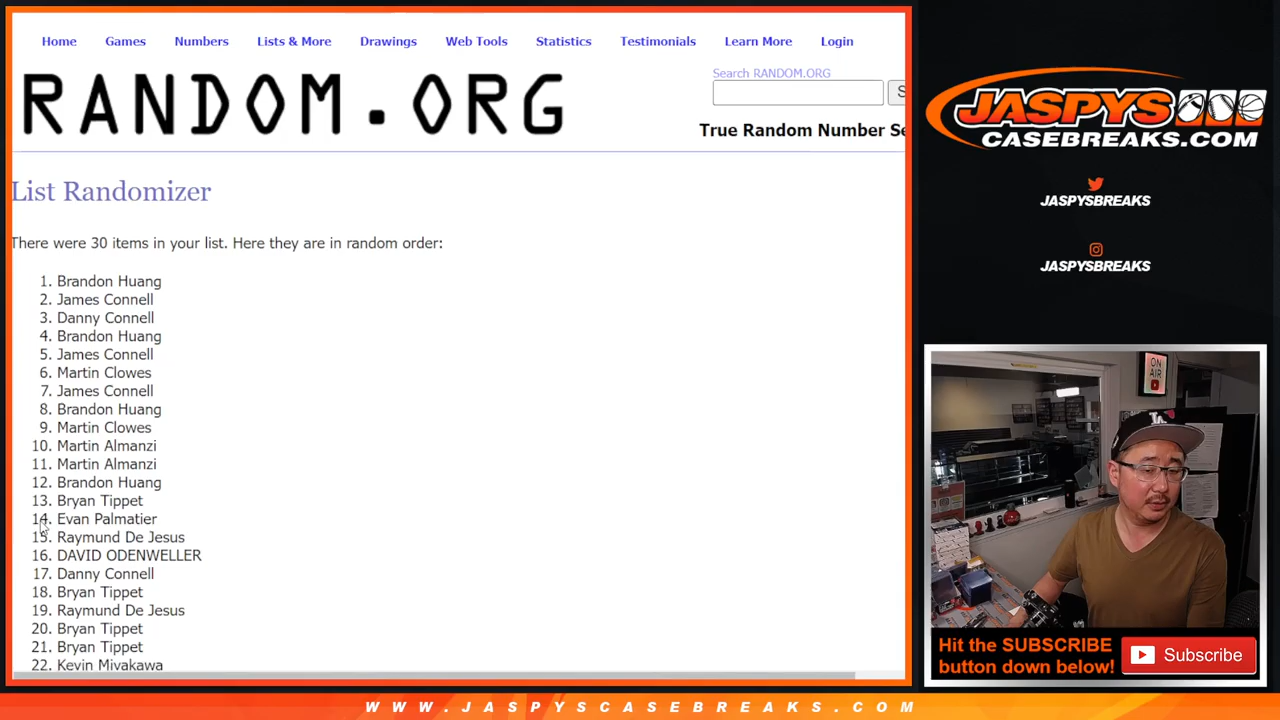 Home Games Numbers Lists & More Drawings Web Tools Statistics Testimonials Learn More Login
RANDOM.ORG
Search RANDOM.ORG
True Random Number Se
List Randomizer
There were 30 items in your list. Here they are in random order:
1. Brandon Huang
2. James Connell
3. Danny Connell
4. Brandon Huang
5. James Connell
6. Martin Clowes
7. James Connell
8. Brandon Huang
9. Martin Clowes
10. Martin Almanzi
11. Martin Almanzi
12. Brandon Huang
13. Bryan Tippet
14. Evan Palmatier
15. Raymund De Jesus
16. DAVID ODENWELLER
17. Danny Connell
18. Bryan Tippet
19. Raymund De Jesus
20. Bryan Tippet
21. Bryan Tippet
22. Kevin Miyakawa
JASPYS
CASEBREAKS.COM
JASPYSBREAKS
JASPYSBREAKS
ON AIR
LA
Hit the SUBSCRIBE
button down below!
Subscribe
WWW.JASPYSCASEBREAKS.COM